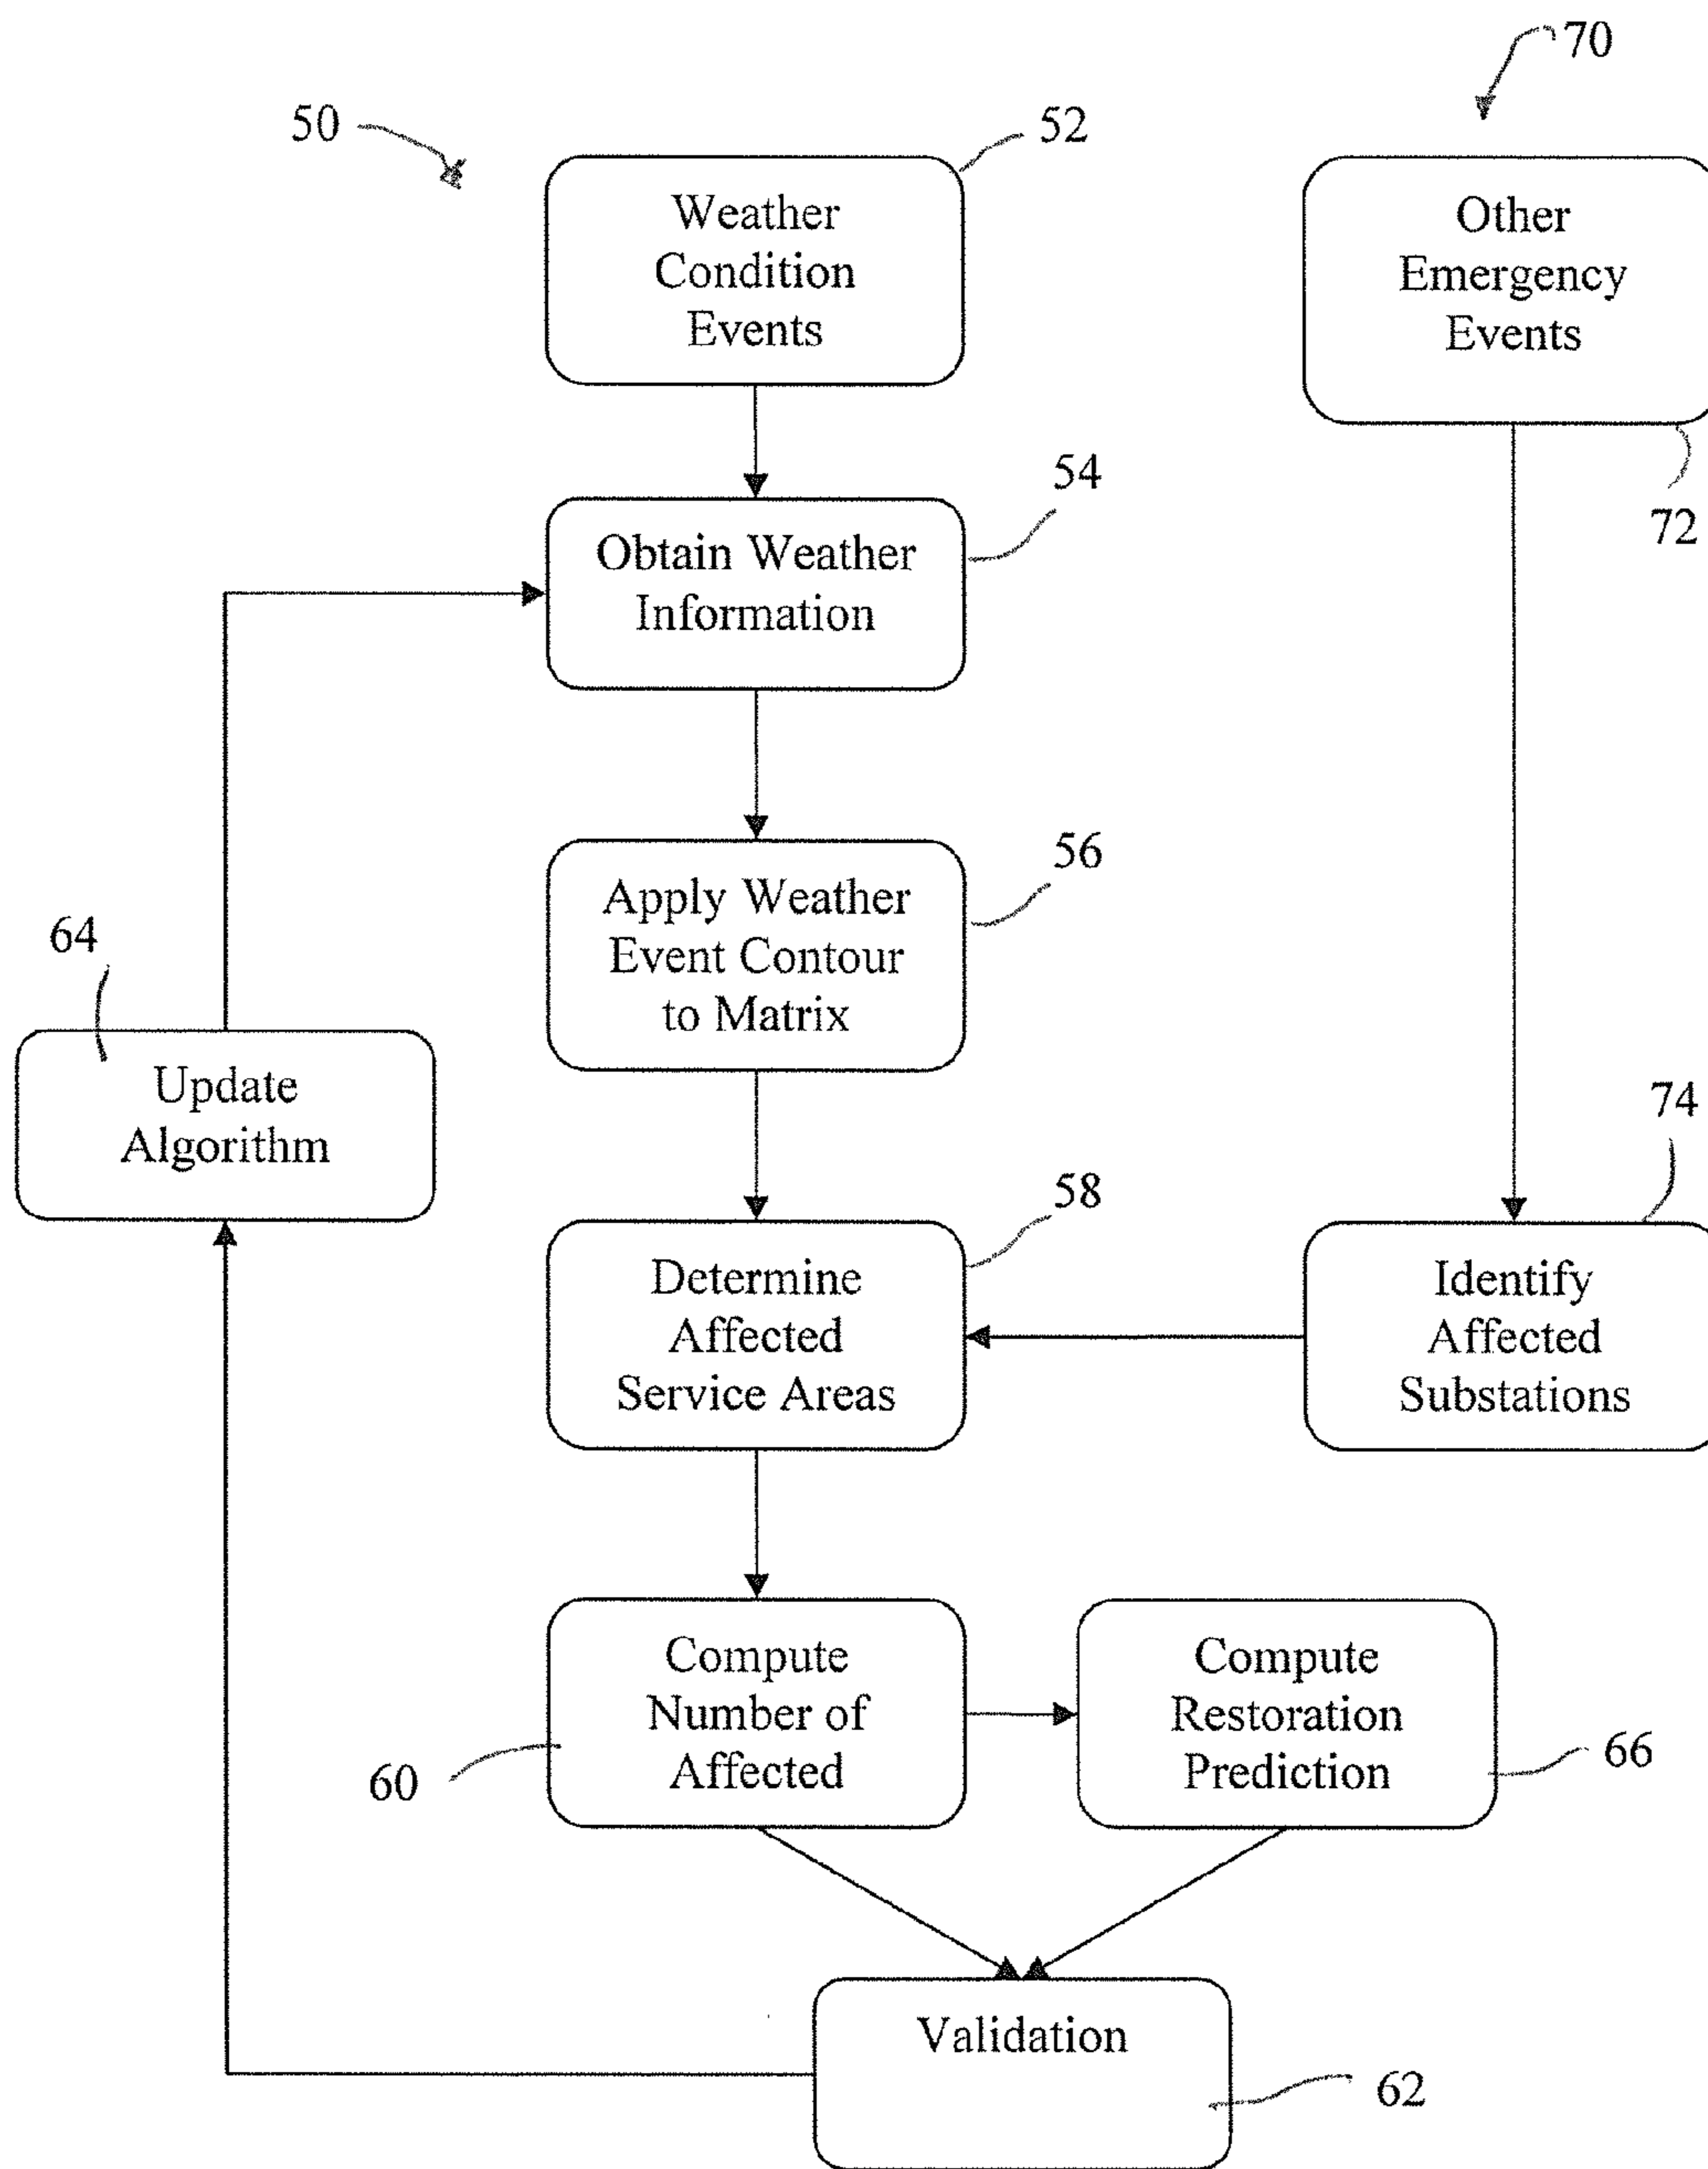 70
50
52
Weather
Condition
Events
Other
Emergency
Events
54
72
Obtain Weather
Information
56
Apply Weather
Event Contour
to Matrix
64
Update
Algorithm
74
58
Determine
Affected
Service Areas
Identify
Affected
Substations
Compute
Number of
Affected
60
Compute
Restoration
Prediction
66
Validation
62